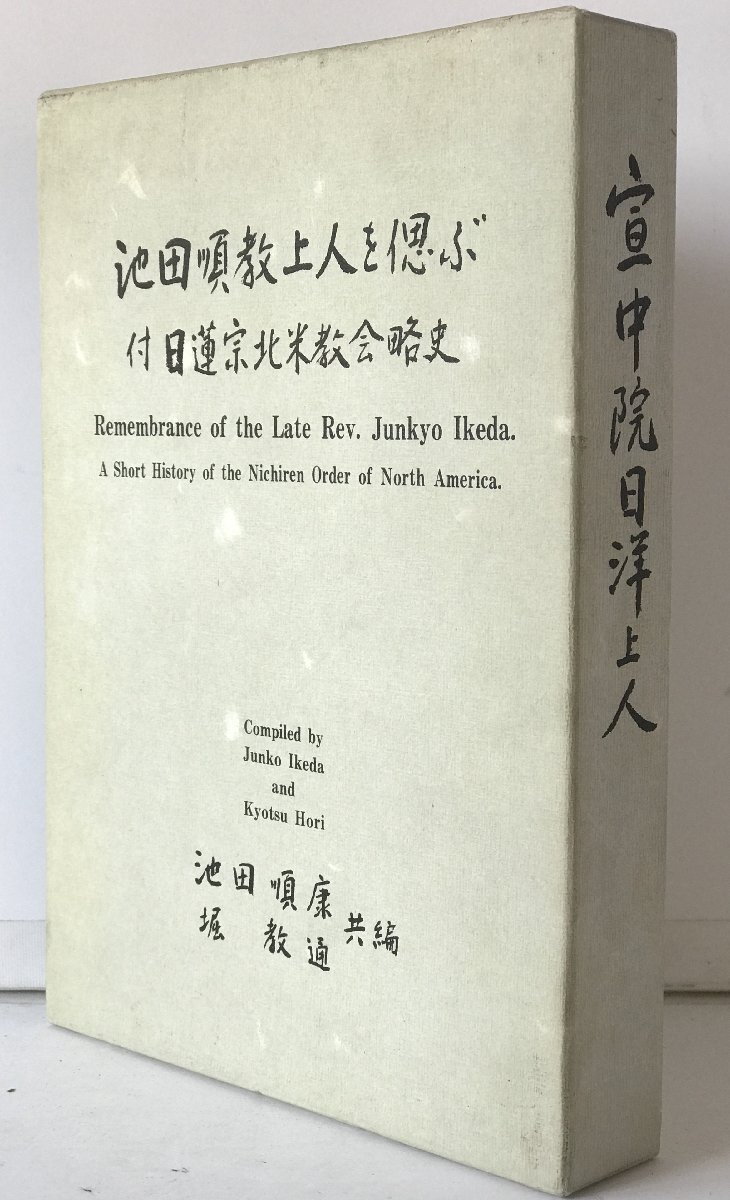 池田順教上人を偲ぶ
付日蓮宗北米教会略史
Remembrance of the Late Rev. Junkyo Ikeda.
A Short History of the Nichiren Order of North America.
Compiled by
Junko Ikeda
and
Kyotsu Hori
池田順康
堀教通
共編
宣中院日洋上人